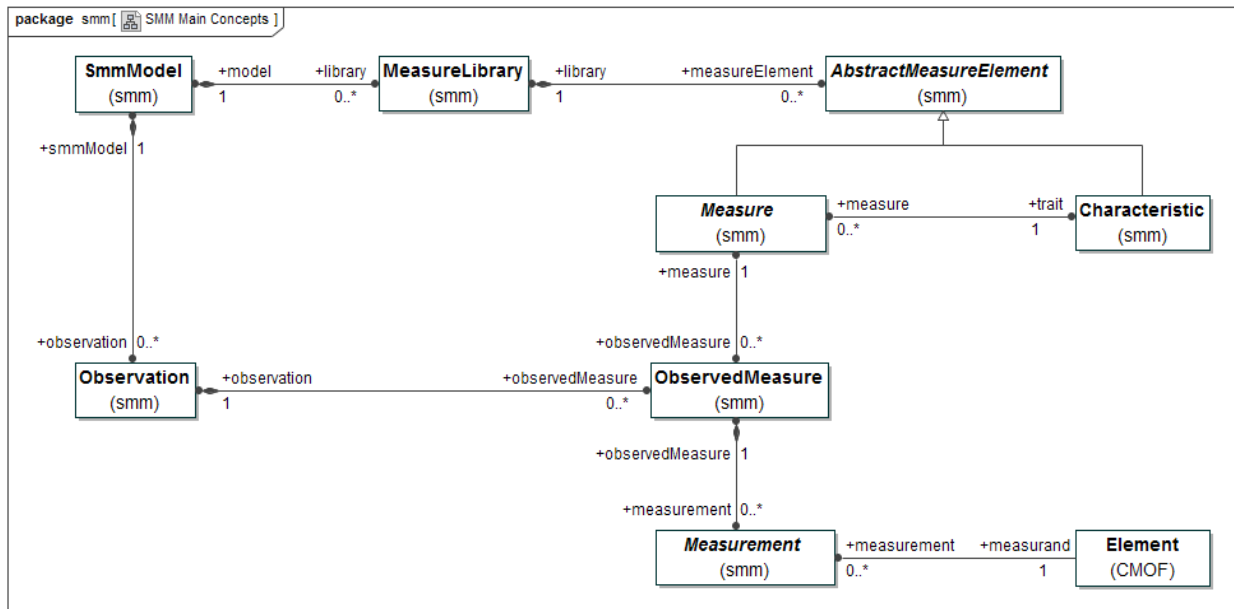 package smm[ SMM Main Concepts ]
SmmModel
(smm)
+model
1
+library
0..*
MeasureLibrary
(smm)
+library
1
+measureElement
0..*
AbstractMeasureElement
(smm)
+smmModel
1
Measure
(smm)
+measure
0..*
+trait
1
Characteristic
(smm)
+measure
1
+observation
0..*
+observedMeasure
0..*
Observation
(smm)
+observation
1
+observedMeasure
0..*
ObservedMeasure
(smm)
+observedMeasure
1
+measurement
0..*
Measurement
(smm)
+measurement
0..*
+measurand
1
Element
(CMOF)